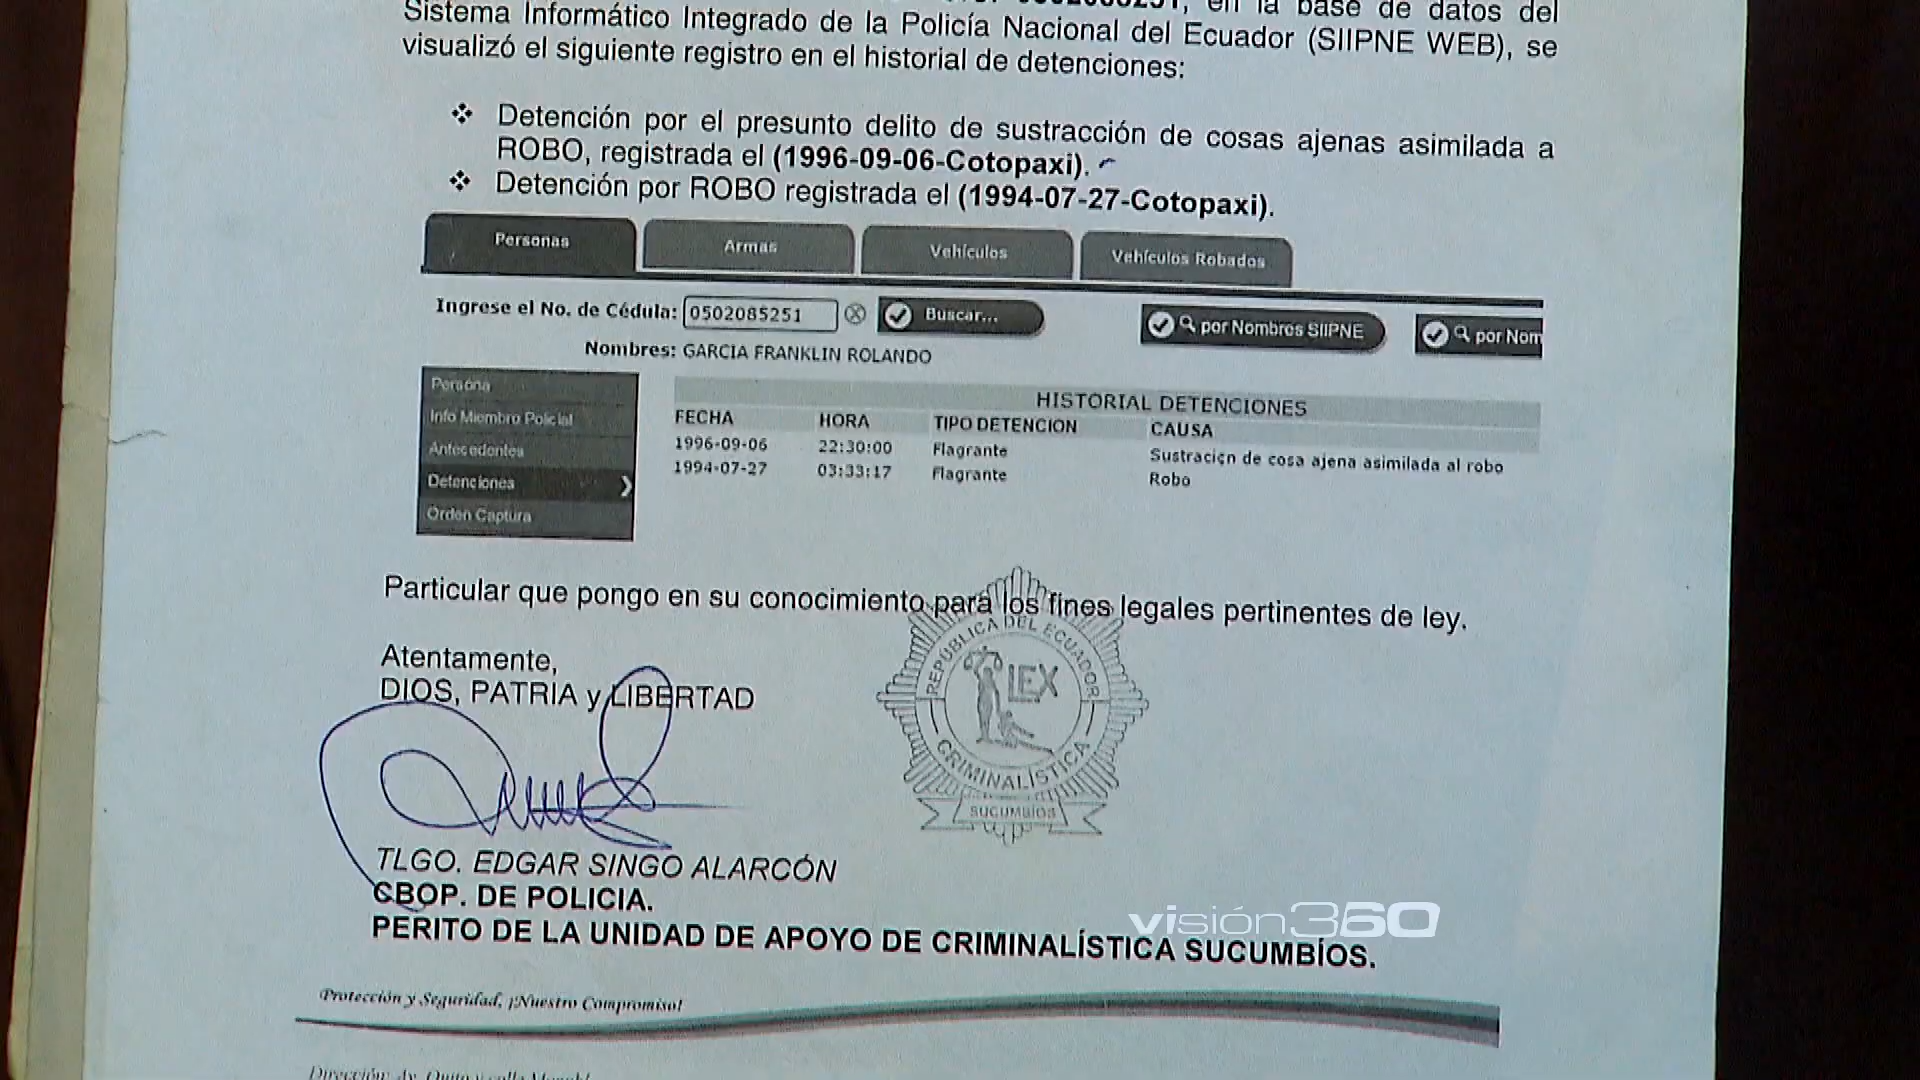 en la base de datos del
Sistema Informático Integrado de la Policía Nacional del Ecuador (SIIPNE WEB), se
visualizó el siguiente registro en el historial de detenciones:
❖ Detención por el presunto delito de sustracción de cosas ajenas asimilada a
ROBO, registrada el (1996-09-06-Cotopaxi).
❖ Detención por ROBO registrada el (1994-07-27-Cotopaxi).
Personas Armas Vehículos Vehículos Robados
Ingrese el No. de Cédula: 0502085251 Buscar... por Nombres SIIPNE por Nom
Nombres: GARCIA FRANKLIN ROLANDO
Persona
Info Miembro Policial
Antecedentes
Detenciones
Orden Captura
HISTORIAL DETENCIONES
FECHA HORA TIPO DETENCION CAUSA
1996-09-06 22:30:00 Flagrante Sustracion de cosa ajena asimilada al robo
1994-07-27 03:33:17 Flagrante Robo
Particular que pongo en su conocimiento para los fines legales pertinentes de ley.
REPÚBLICA DEL ECUADOR
LEX
CRIMINALÍSTICA
SUCUMBÍOS
Atentamente,
DIOS, PATRIA y LIBERTAD
TLGO. EDGAR SINGO ALARCÓN
CBOP. DE POLICIA.
PERITO DE LA UNIDAD DE APOYO DE CRIMINALÍSTICA SUCUMBÍOS.
visión360
Protección y Seguridad, ¡Nuestro Compromiso!